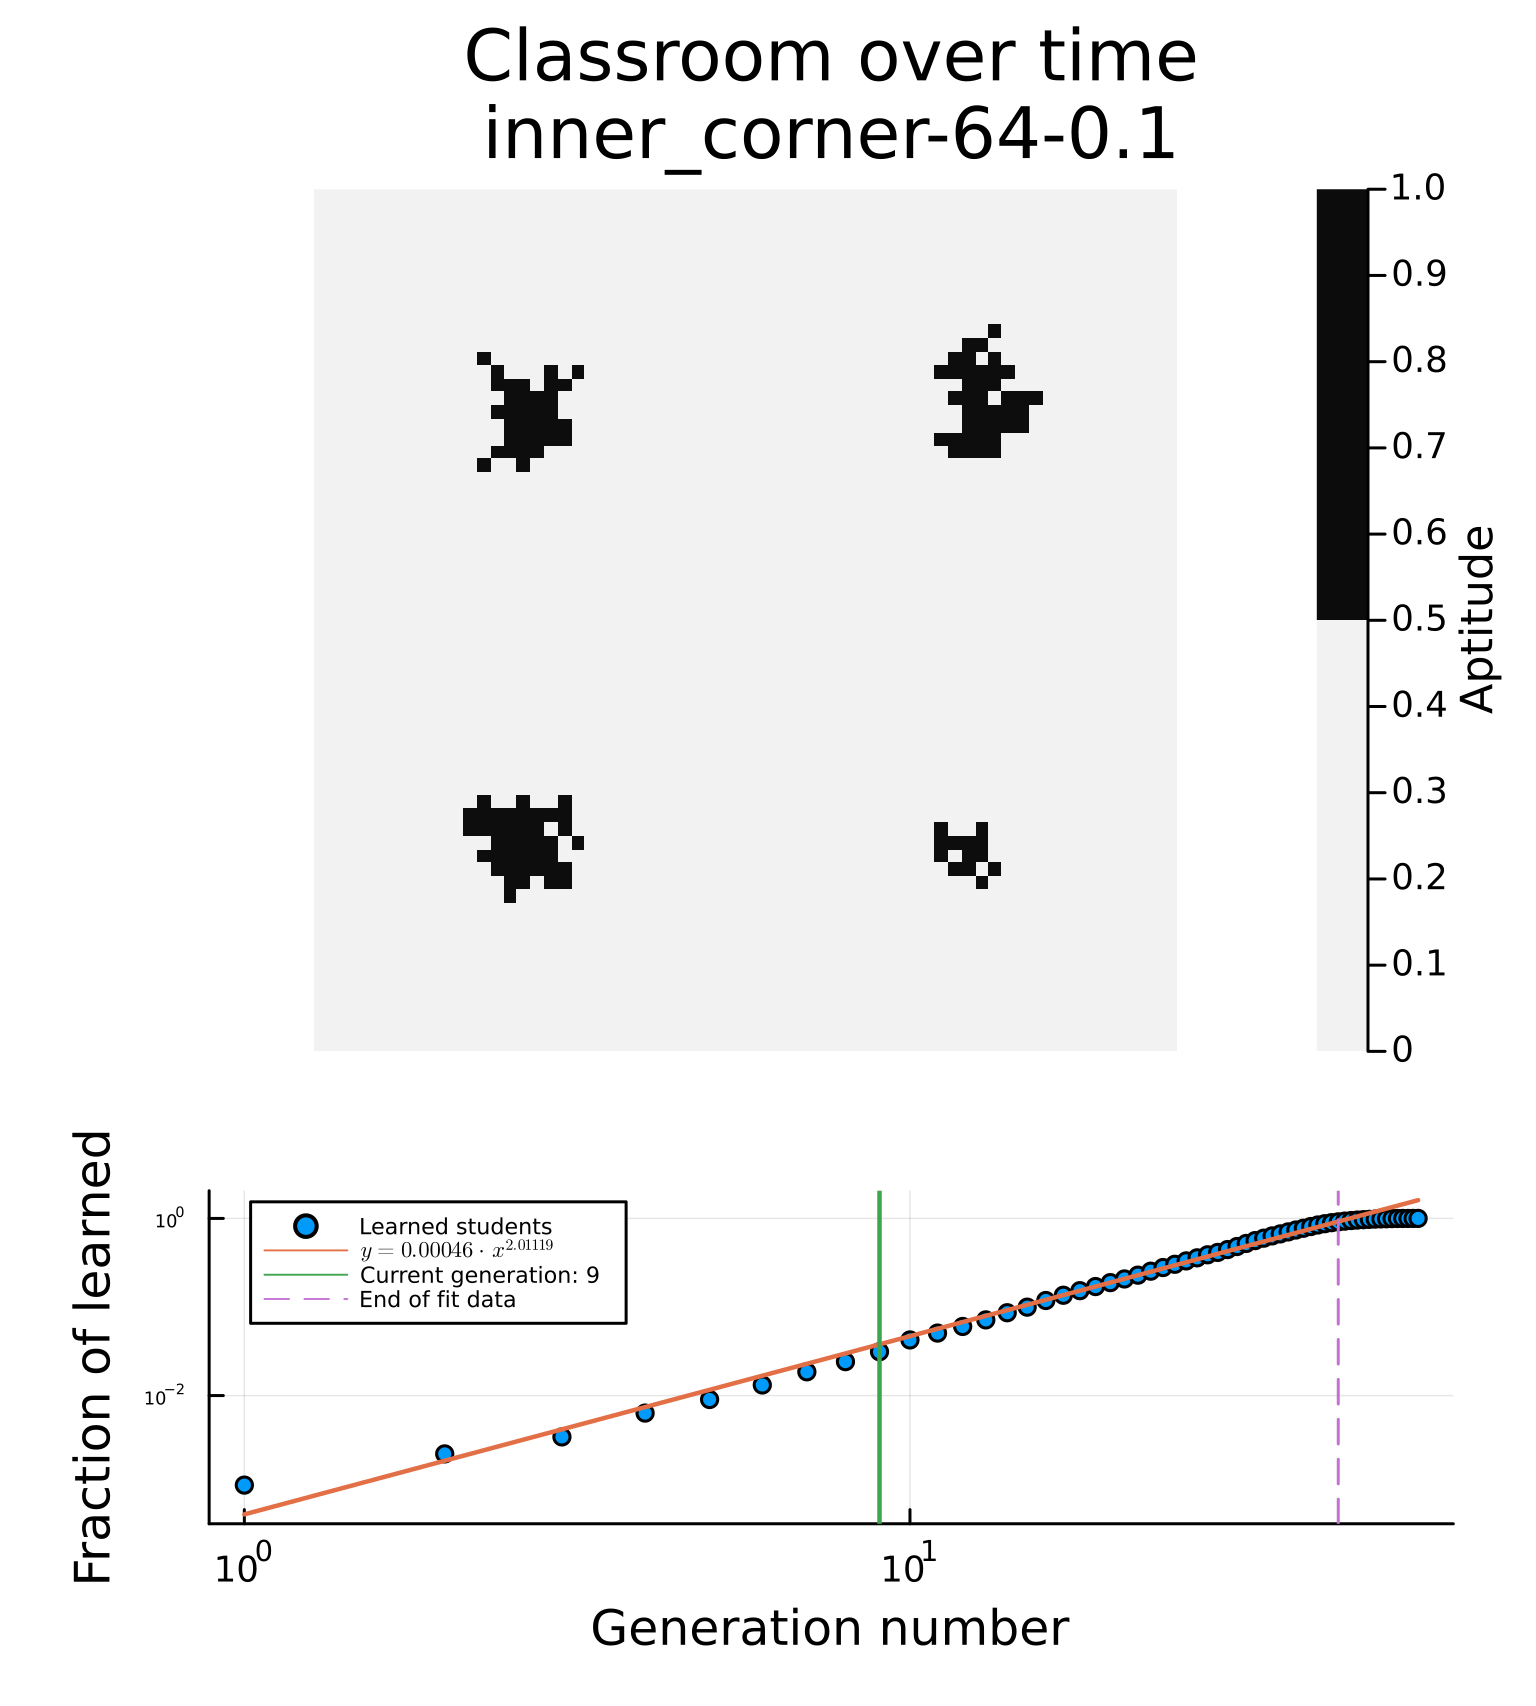 Classroom over time
inner_corner-64-0.1
1.0
0.9
0.8
0.7
0.6
0.5
0.4
0.3
0.2
0.1
0
Aptitude
Fraction of learned
10^0
10^-2
Learned students
y = 0.00046 · x^2.01119
Current generation: 9
End of fit data
10^0
10^1
Generation number